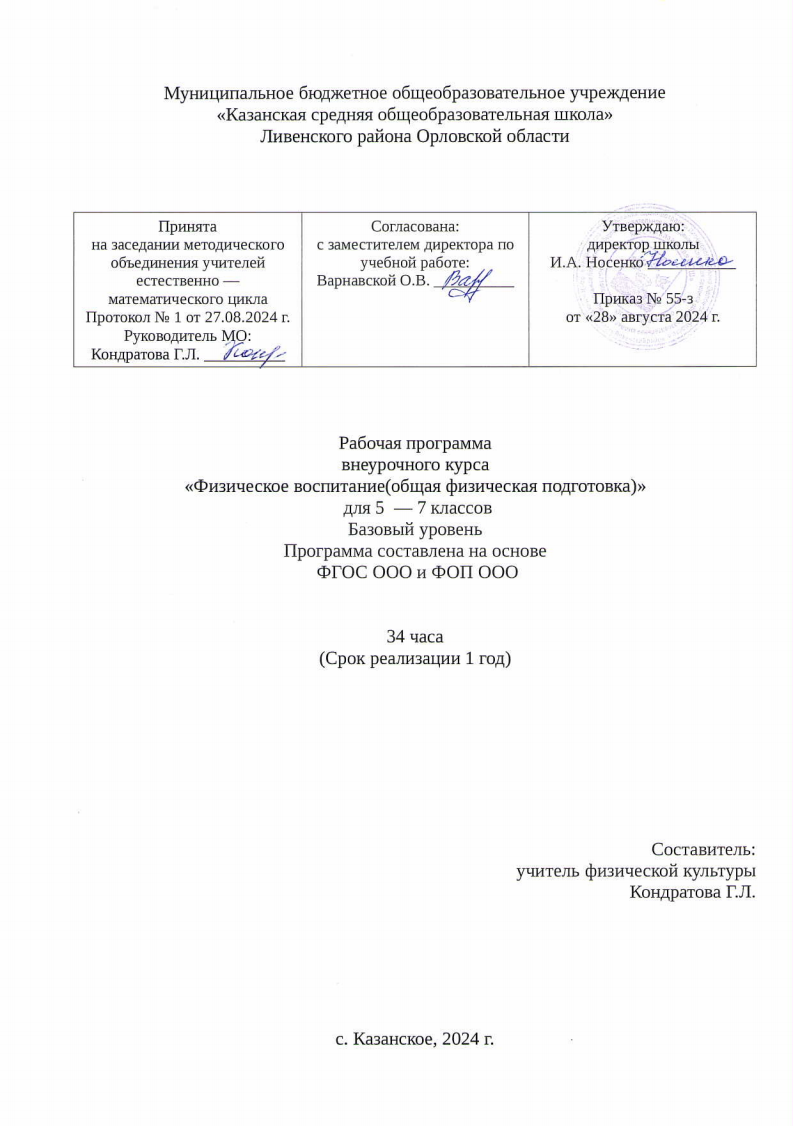 Муниципальное бюджетное общеобразовательное учреждение
«Казанская средняя общеобразовательная школа»
Ливенского района Орловской области
Принята
на заседании методического
объединения учителей
естественно —
математического цикла
Протокол № 1 от 27.08.2024 г.
Руководитель МО:
Кондратова Г.Л. __________
Согласована:
с заместителем директора по
учебной работе:
Варнавской О.В. __________
Утверждаю:
директор школы
И.А. Носенко Носенко
Приказ № 55-з
от «28» августа 2024 г.
Рабочая программа
внеурочного курса
«Физическое воспитание(общая физическая подготовка)»
для 5 — 7 классов
Базовый уровень
Программа составлена на основе
ФГОС ООО и ФОП ООО
34 часа
(Срок реализации 1 год)
Составитель:
учитель физической культуры
Кондратова Г.Л.
с. Казанское, 2024 г.